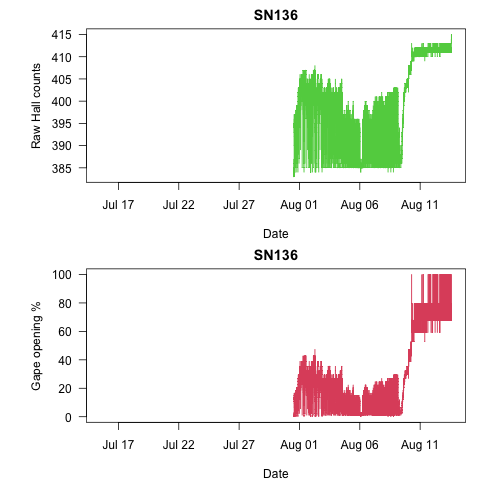 SN136
Raw Hall counts
415
410
405
400
395
390
385
Jul 17 Jul 22 Jul 27 Aug 01 Aug 06 Aug 11
Date
SN136
Gape opening %
100
80
60
40
20
0
Jul 17 Jul 22 Jul 27 Aug 01 Aug 06 Aug 11
Date